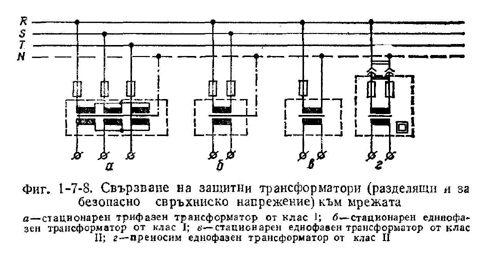 R
S
T
N
а б в г
Фиг. 1-7-8. Свързване на защитни трансформатори (разделящи и за
безопасно свръхниско напрежение) към мрежата
а—стационарен трифазен трансформатор от клас I; б—стационарен еднофа-
зен трансформатор от клас I; в—стационарен еднофазен трансформатор от клас
II; г—преносим еднофазен трансформатор от клас II